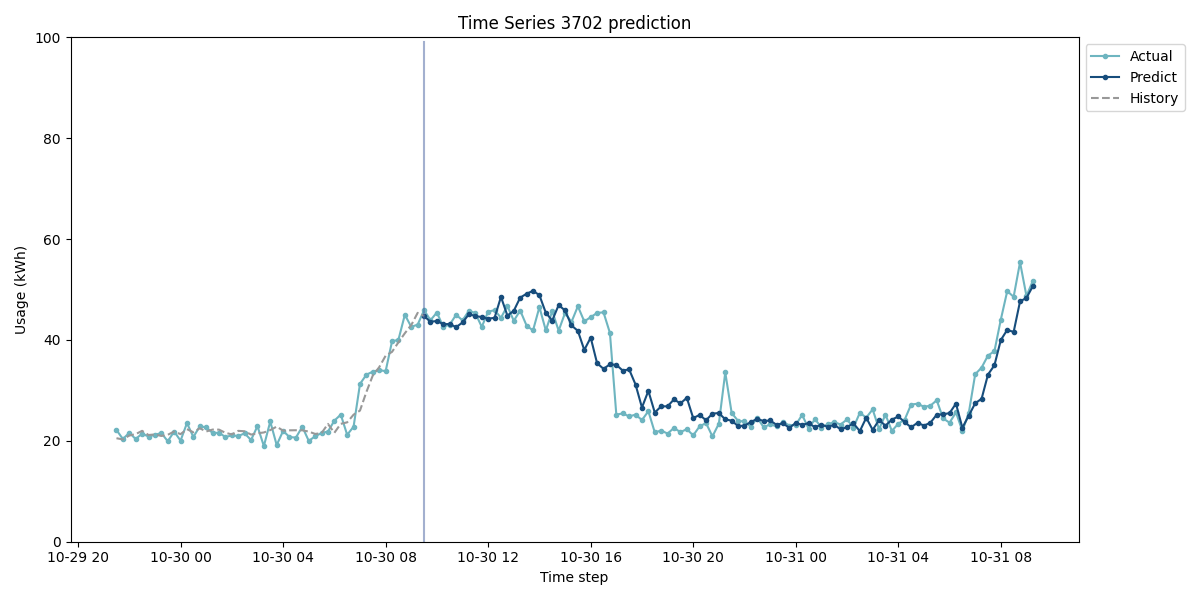 Time Series 3702 prediction
100
80
60
40
20
0
Usage (kWh)
10-29 20
10-30 00
10-30 04
10-30 08
10-30 12
10-30 16
10-30 20
10-31 00
10-31 04
10-31 08
Time step
Actual
Predict
History